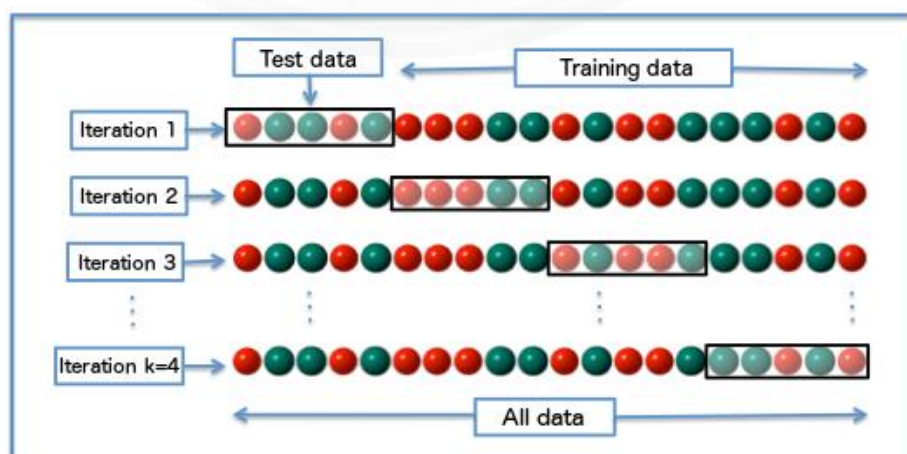 Test data
Training data
Iteration 1
Iteration 2
Iteration 3
Iteration k=4
All data